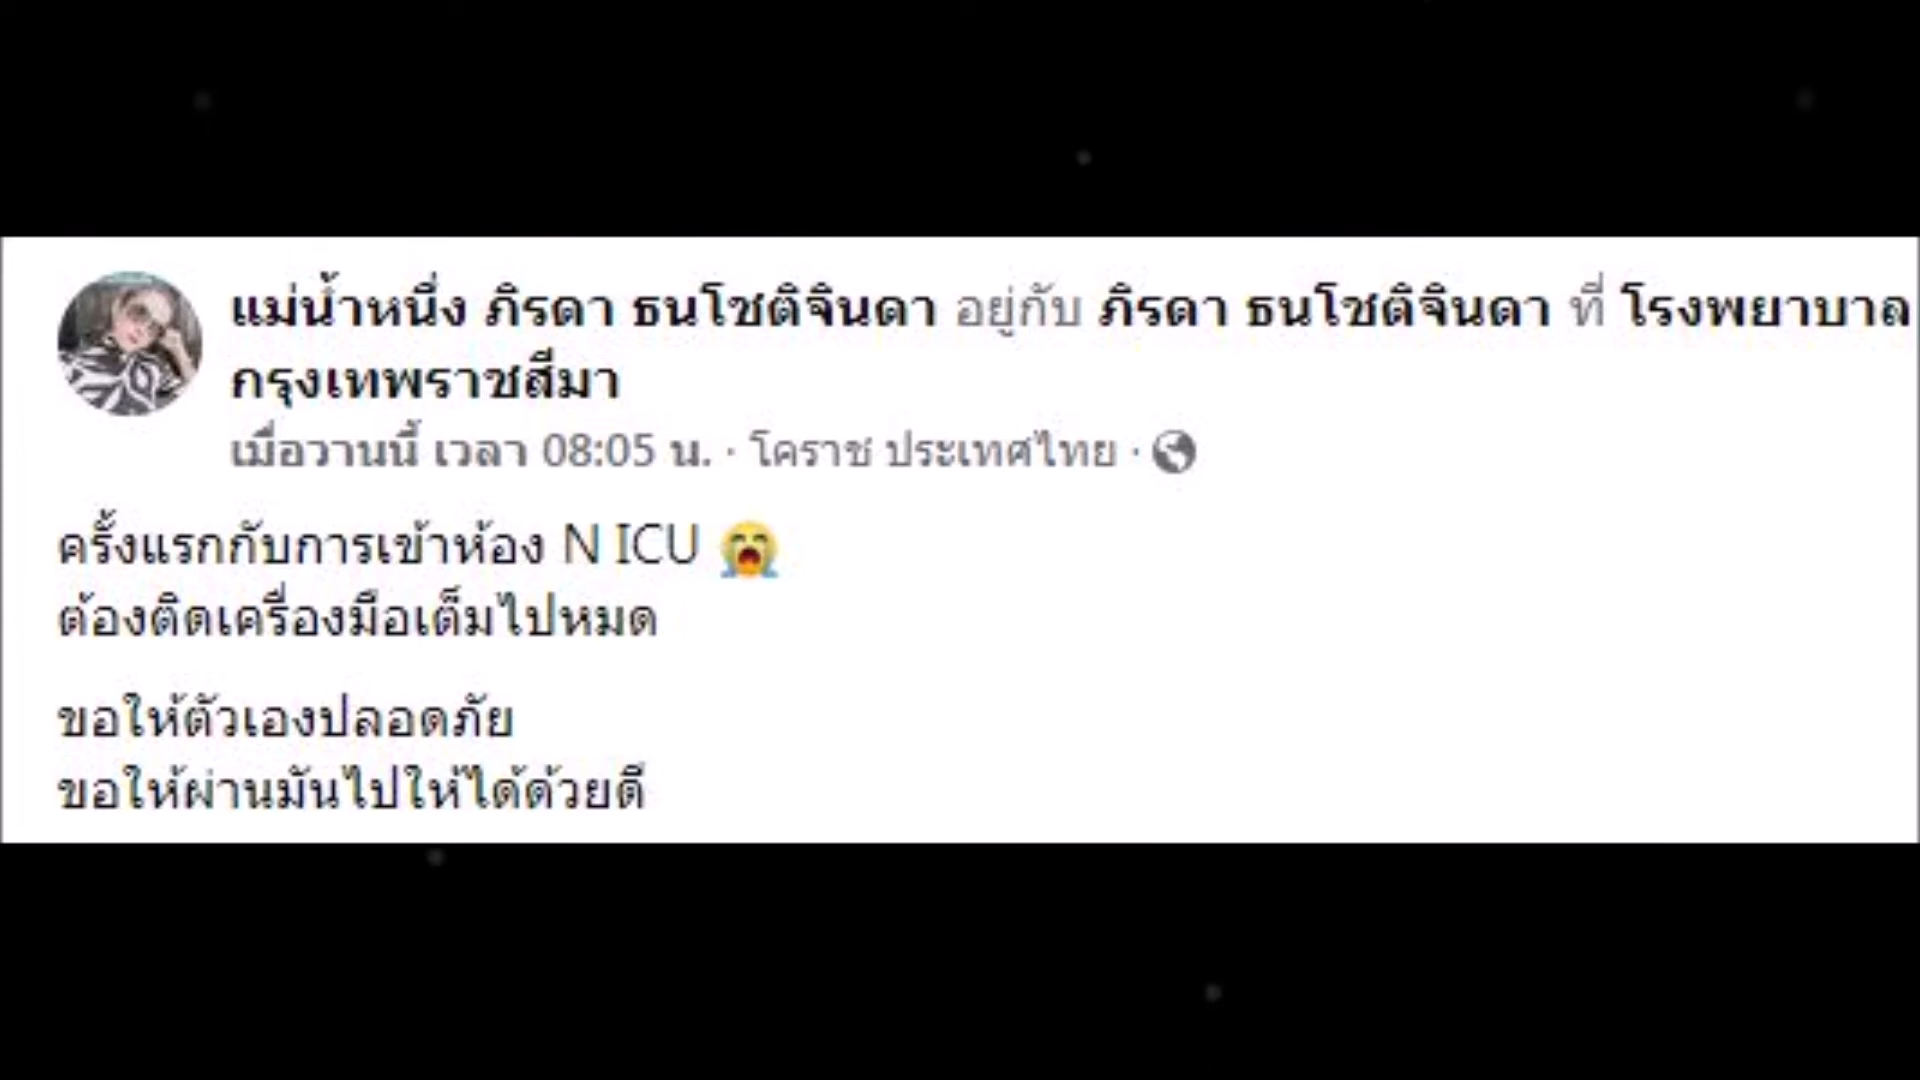 แม่น้ำหนึ่ง ภิรดา ธนโชติจินดา อยู่กับ ภิรดา ธนโชติจินดา ที่ โรงพยาบาล
กรุงเทพราชสีมา
เมื่อวานนี้ เวลา 08:05 น. · โคราช ประเทศไทย ·
ครั้งแรกกับการเข้าห้อง N ICU 😭
ต้องติดเครื่องมือเต็มไปหมด
ขอให้ตัวเองปลอดภัย
ขอให้ผ่านมันไปให้ได้ด้วยดี